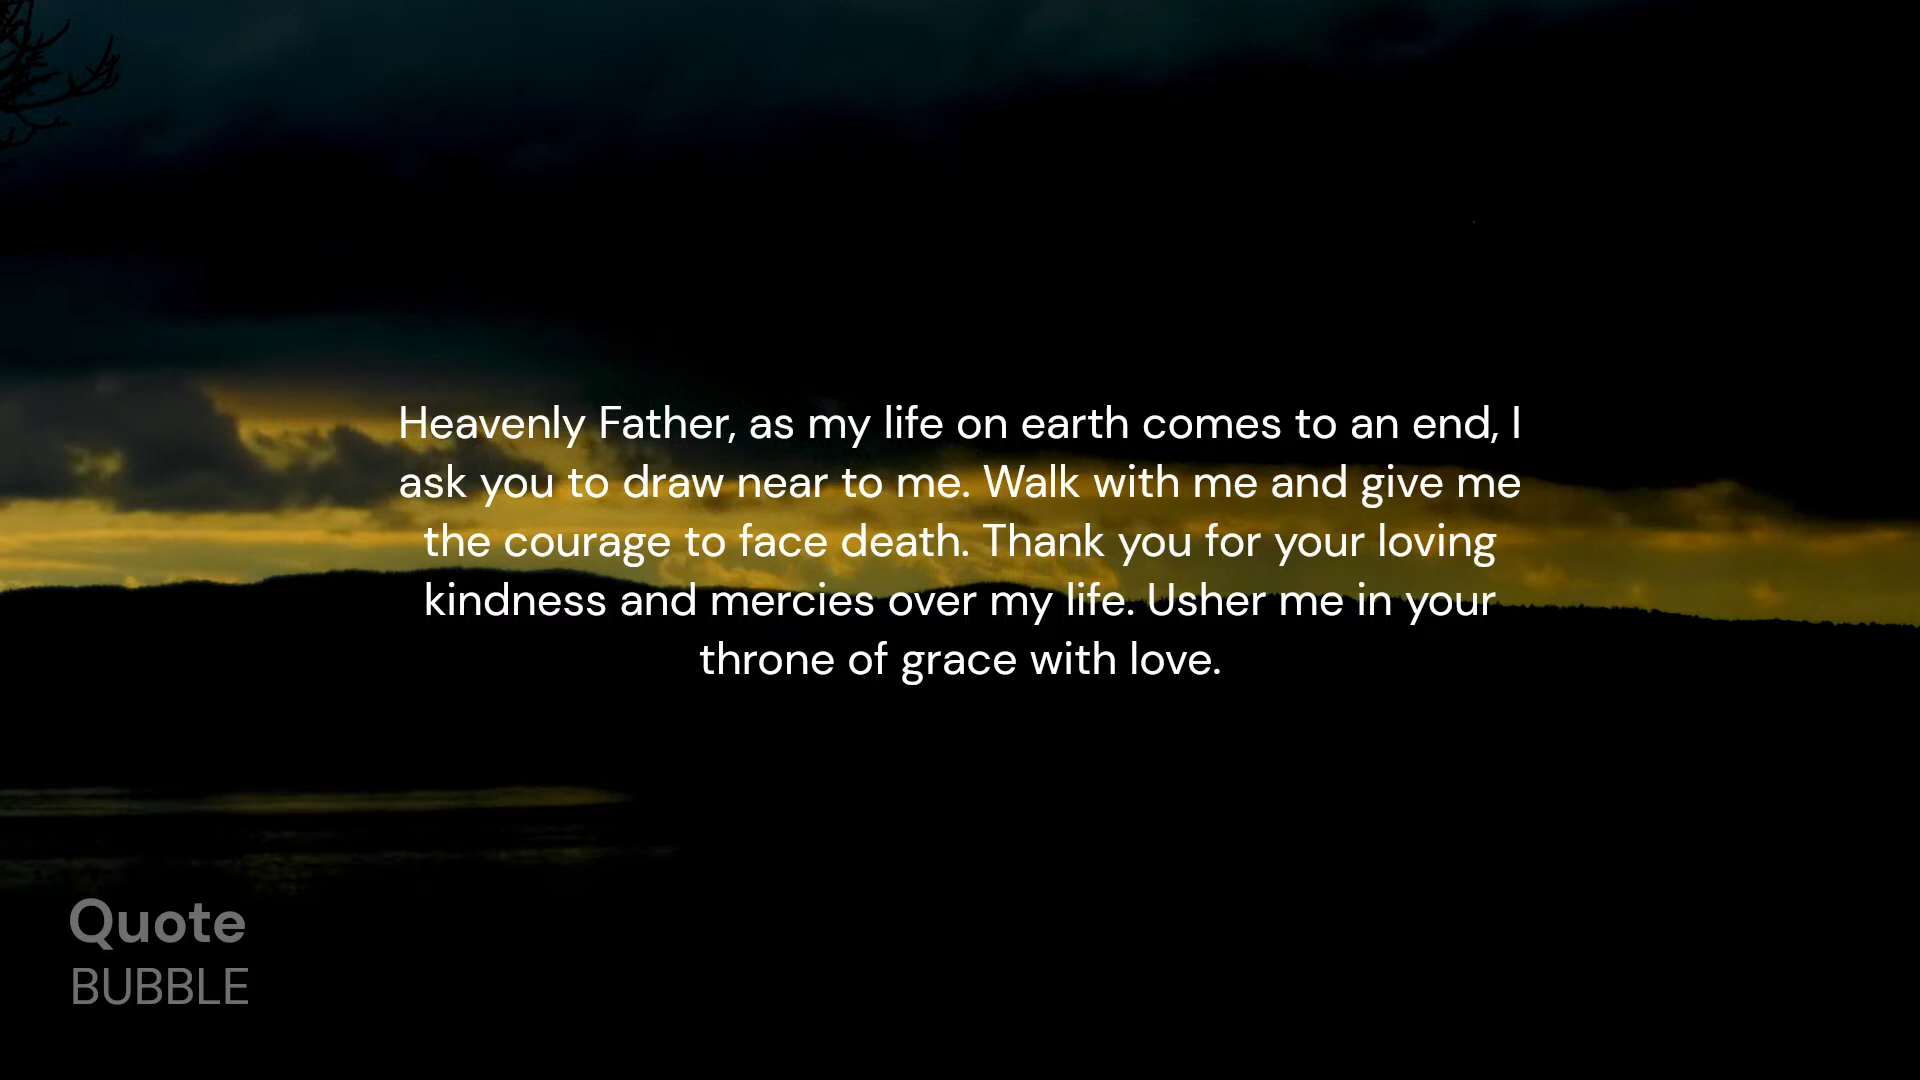 Heavenly Father, as my life on earth comes to an end, I
ask you to draw near to me. Walk with me and give me
the courage to face death. Thank you for your loving
kindness and mercies over my life. Usher me in your
throne of grace with love.
Quote
BUBBLE